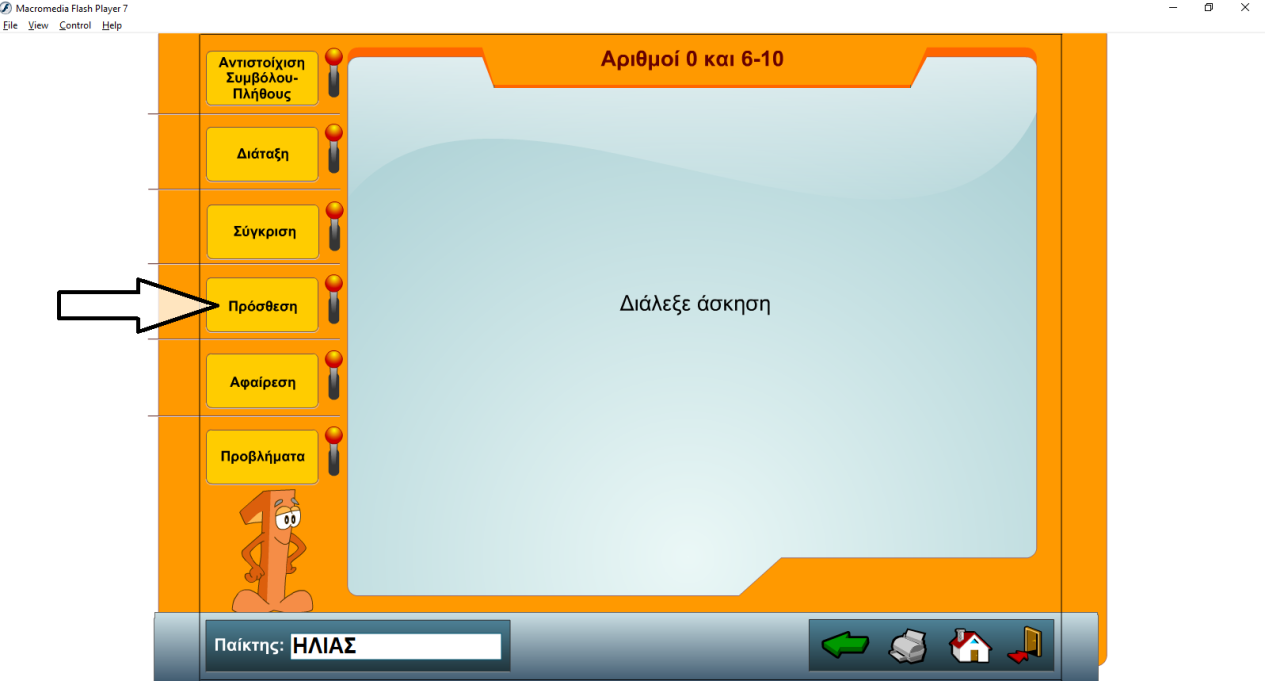 Macromedia Flash Player 7
File View Control Help
Αριθμοί 0 και 6-10
Αντιστοίχιση
Συμβόλου-
Πλήθους
Διάταξη
Σύγκριση
Πρόσθεση
Αφαίρεση
Προβλήματα
Διάλεξε άσκηση
Παίκτης: ΗΛΙΑΣ